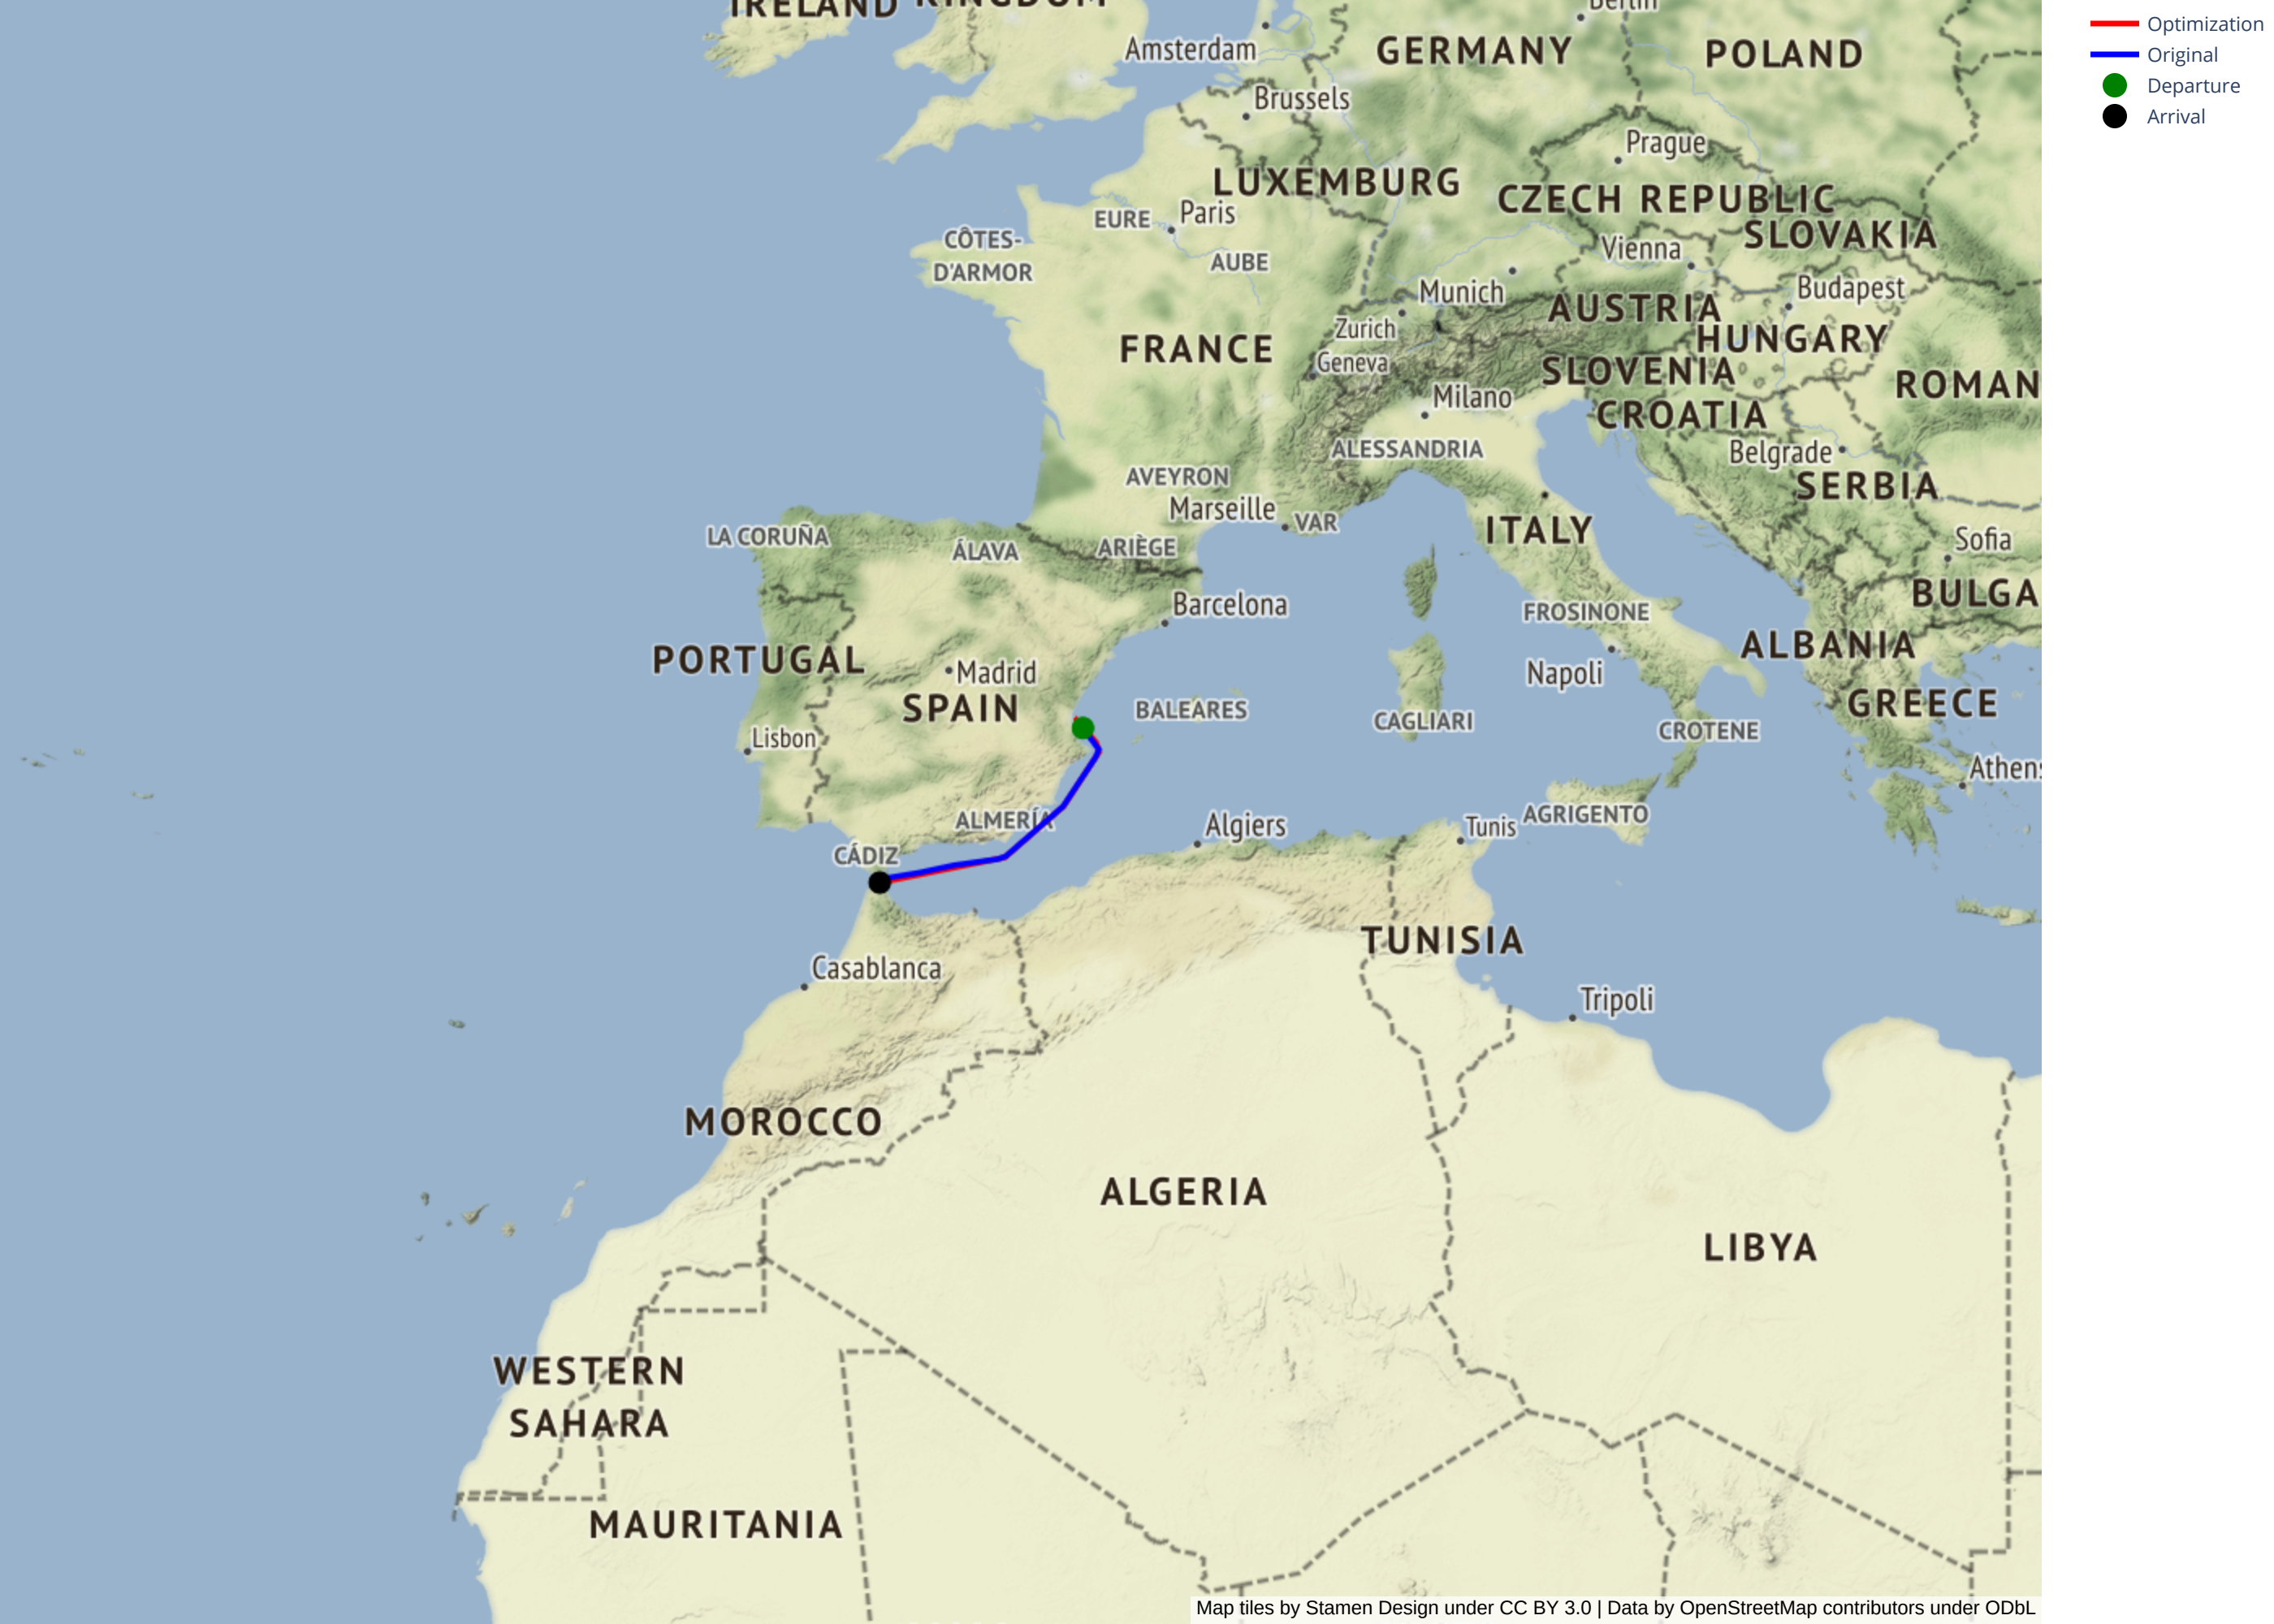 IRELAND
KINGDOM
Berlin
Amsterdam
GERMANY
POLAND
Brussels
Prague
LUXEMBURG
CZECH REPUBLIC
EURE
Paris
SLOVAKIA
CÔTES-
D'ARMOR
Vienna
AUBE
Munich
Budapest
AUSTRIA
Zurich
HUNGARY
FRANCE
Geneva
SLOVENIA
ROMAN
Milano
CROATIA
ALESSANDRIA
Belgrade
AVEYRON
SERBIA
Marseille
VAR
ITALY
LA CORUÑA
ÁLAVA
ARIÈGE
Sofia
BULGA
Barcelona
FROSINONE
ALBANIA
PORTUGAL
Madrid
Napoli
SPAIN
BALEARES
CAGLIARI
GREECE
Lisbon
CROTENE
Athens
ALMERÍA
Algiers
Tunis
AGRIGENTO
CÁDIZ
TUNISIA
Casablanca
Tripoli
MOROCCO
ALGERIA
LIBYA
WESTERN
SAHARA
MAURITANIA
Optimization
Original
Departure
Arrival
Map tiles by Stamen Design under CC BY 3.0 | Data by OpenStreetMap contributors under ODbL